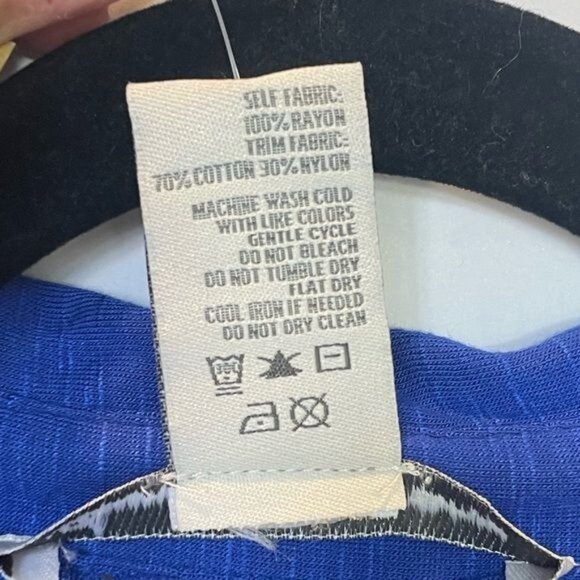 SELF FABRIC:
100% RAYON
TRIM FABRIC:
70% COTTON 30% NYLON
MACHINE WASH COLD
WITH LIKE COLORS
GENTLE CYCLE
DO NOT BLEACH
DO NOT TUMBLE DRY
FLAT DRY
COOL IRON IF NEEDED
DO NOT DRY CLEAN